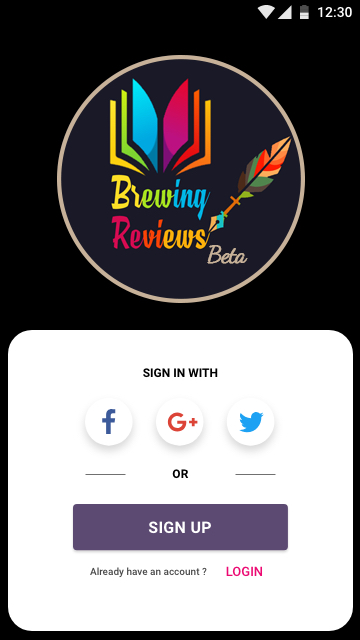 12:30
Brewing
Reviews
Beta
SIGN IN WITH
f
G+
OR
SIGN UP
Already have an account ?
LOGIN